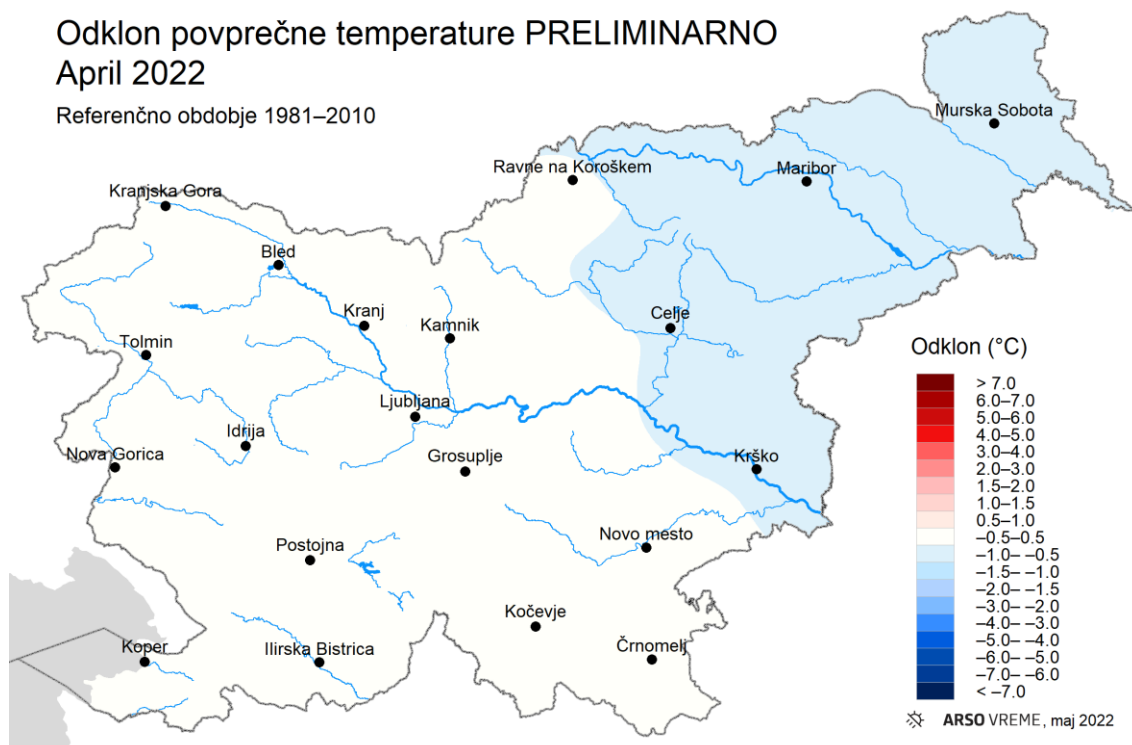 Odklon povprečne temperature PRELIMINARNO
April 2022
Referenčno obdobje 1981–2010
Murska Sobota
Ravne na Koroškem
Maribor
Kranjska Gora
Bled
Kranj
Kamnik
Celje
Tolmin
Ljubljana
Idrija
Nova Gorica
Grosuplje
Krško
Novo mesto
Postojna
Kočevje
Koper
Ilirska Bistrica
Črnomelj
Odklon (°C)
> 7.0
6.0–7.0
5.0–6.0
4.0–5.0
3.0–4.0
2.0–3.0
1.5–2.0
1.0–1.5
0.5–1.0
–0.5–0.5
–1.0– –0.5
–1.5– –1.0
–2.0– –1.5
–3.0– –2.0
–4.0– –3.0
–5.0– –4.0
–6.0– –5.0
–7.0– –6.0
< –7.0
ARSO VREME, maj 2022